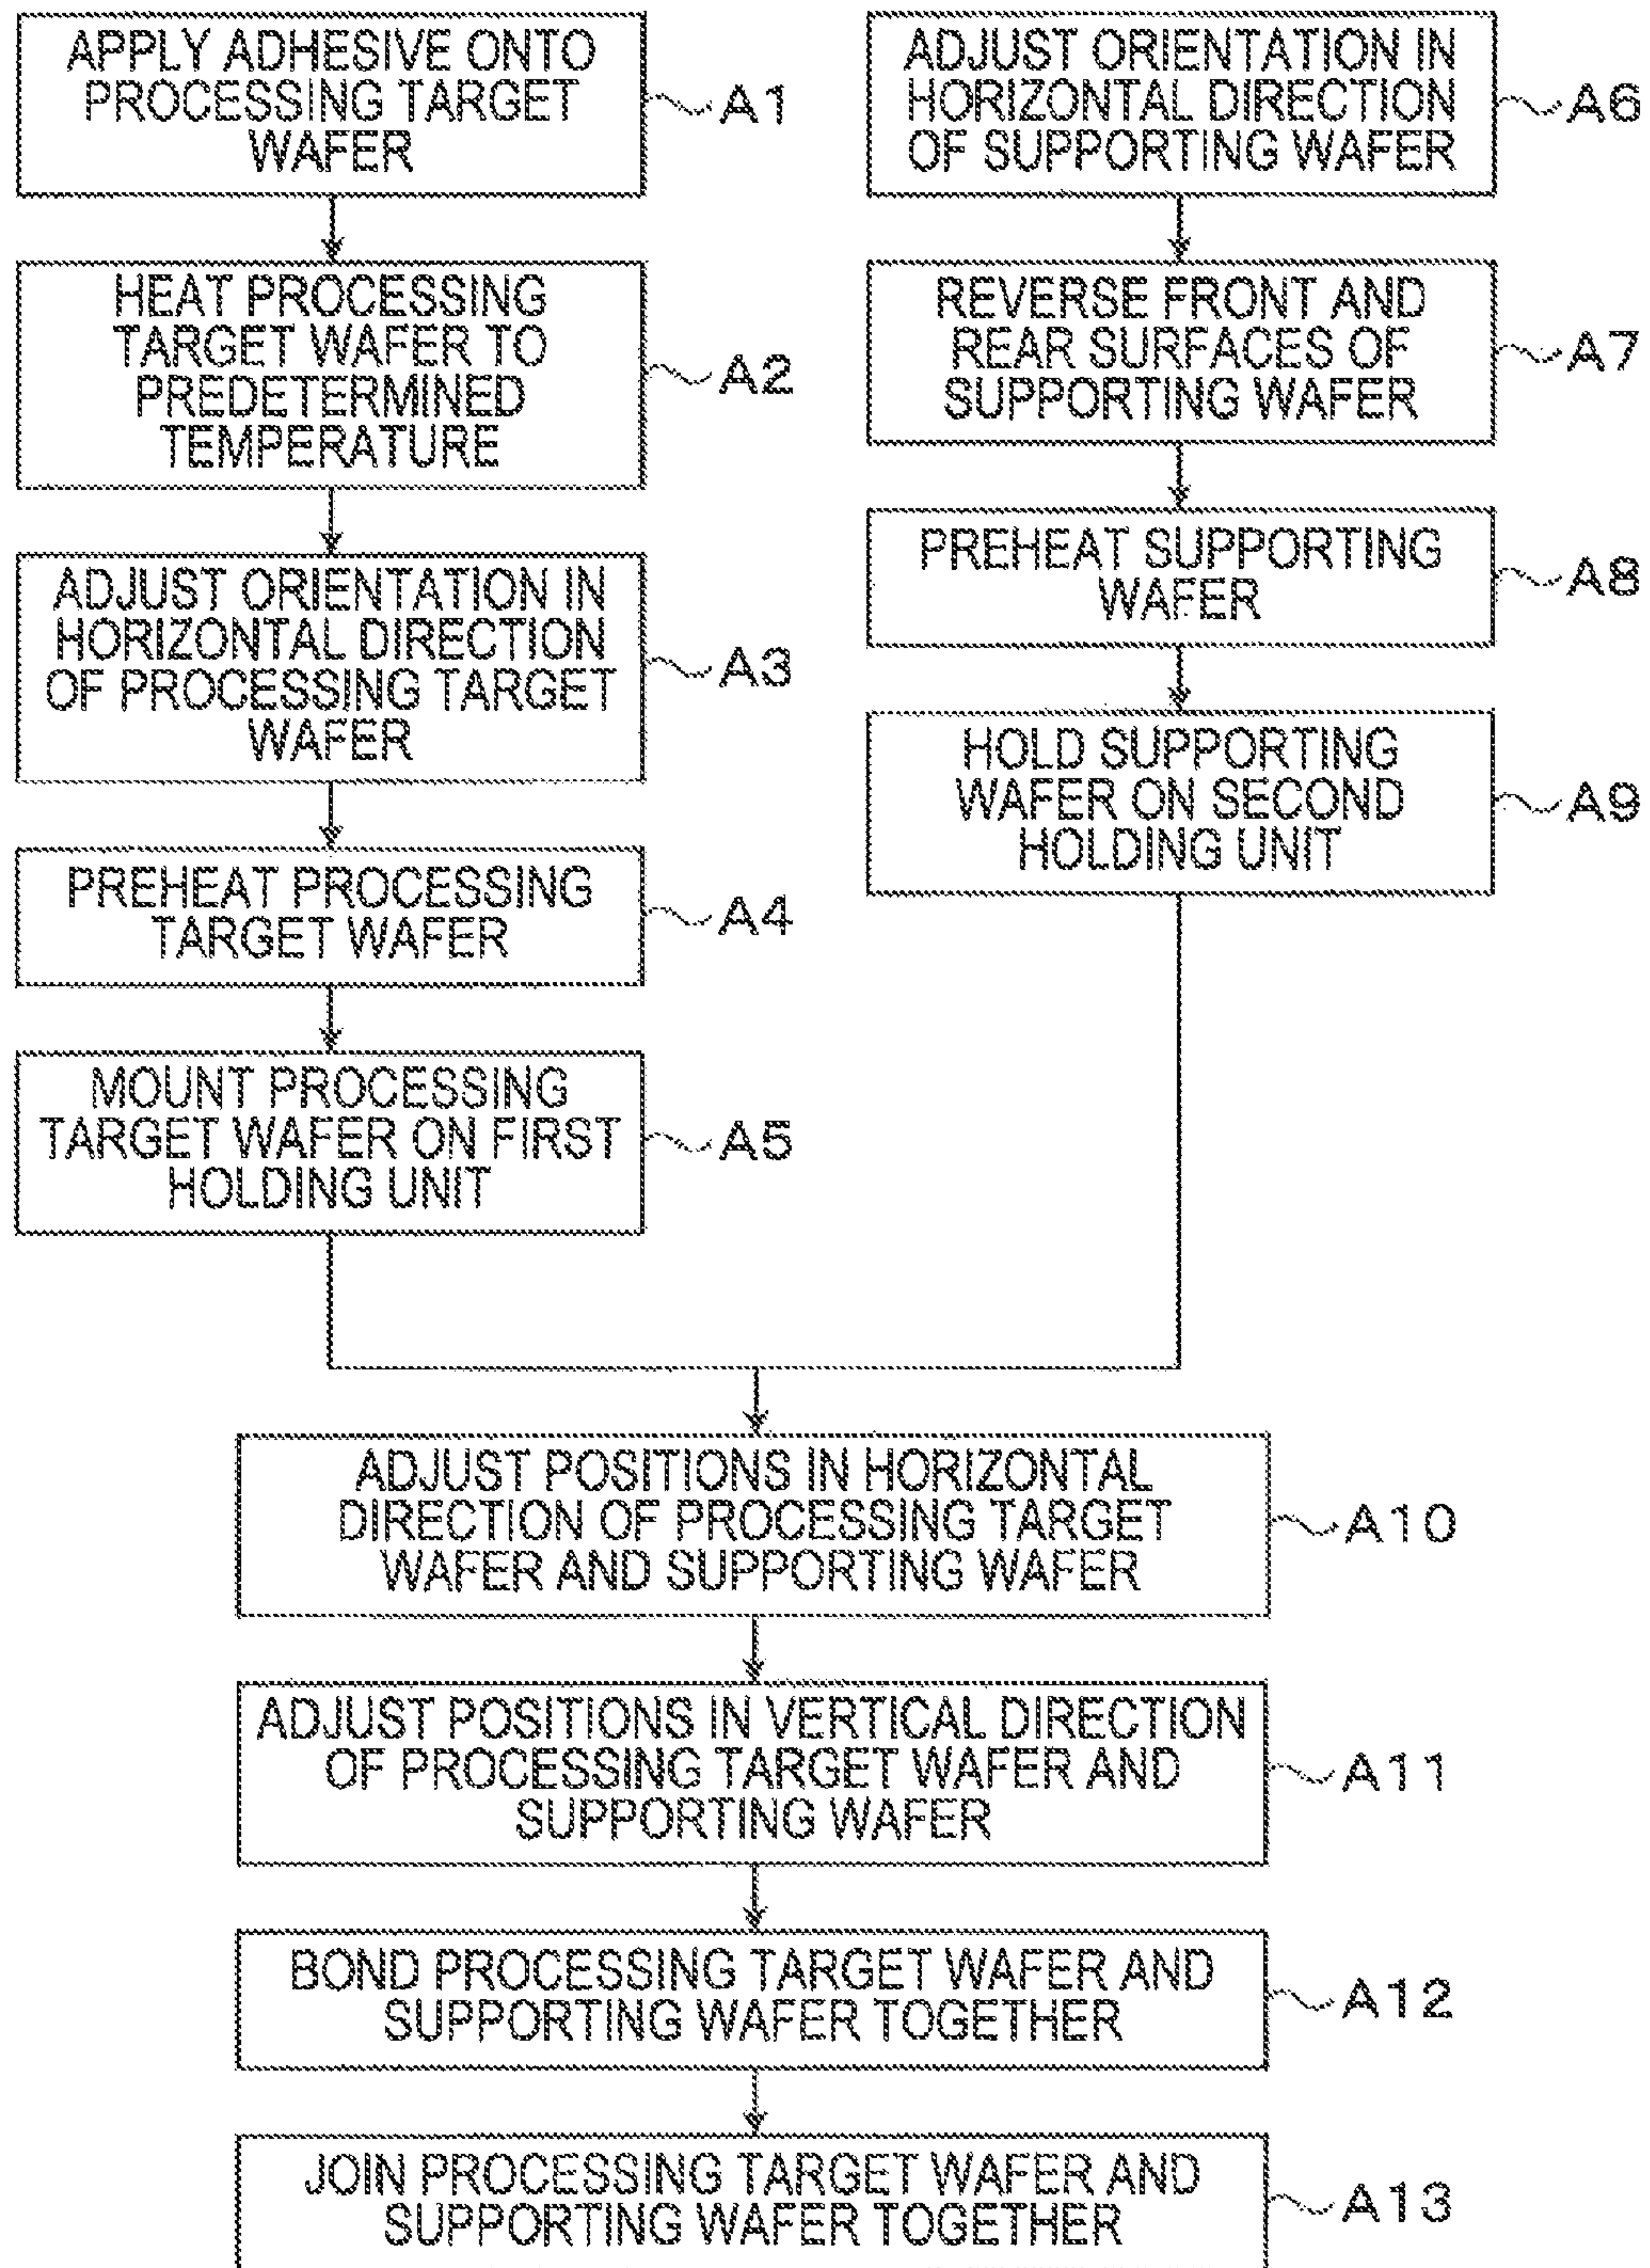 APPLY ADHESIVE ONTO
PROCESSING TARGET
WAFER
A1
HEAT PROCESSING
TARGET WAFER TO
PREDETERMINED
TEMPERATURE
A2
ADJUST ORIENTATION IN
HORIZONTAL DIRECTION
OF PROCESSING TARGET
WAFER
A3
PREHEAT PROCESSING
TARGET WAFER
A4
MOUNT PROCESSING
TARGET WAFER ON FIRST
HOLDING UNIT
A5
ADJUST ORIENTATION IN
HORIZONTAL DIRECTION
OF SUPPORTING WAFER
A6
REVERSE FRONT AND
REAR SURFACES OF
SUPPORTING WAFER
A7
PREHEAT SUPPORTING
WAFER
A8
HOLD SUPPORTING
WAFER ON SECOND
HOLDING UNIT
A9
ADJUST POSITIONS IN HORIZONTAL
DIRECTION OF PROCESSING TARGET
WAFER AND SUPPORTING WAFER
A10
ADJUST POSITIONS IN VERTICAL DIRECTION
OF PROCESSING TARGET WAFER AND
SUPPORTING WAFER
A11
BOND PROCESSING TARGET WAFER AND
SUPPORTING WAFER TOGETHER
A12
JOIN PROCESSING TARGET WAFER AND
SUPPORTING WAFER TOGETHER
A13